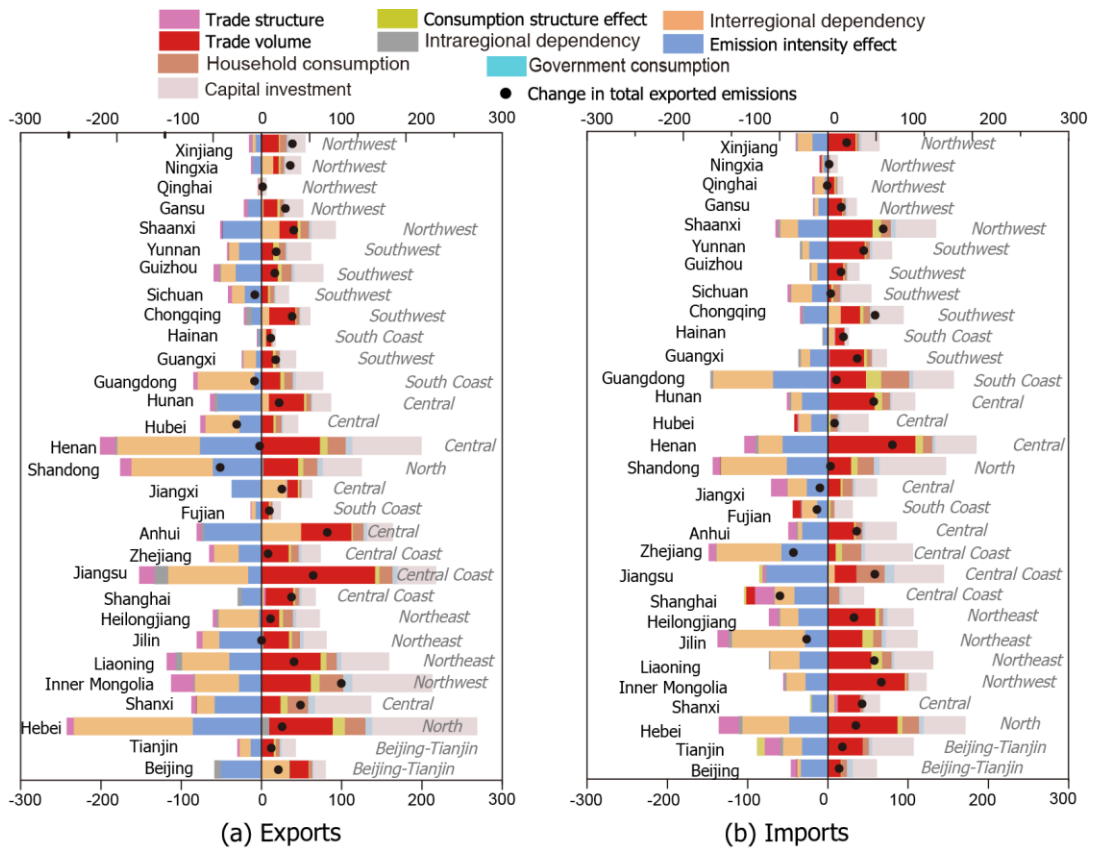 Trade structure
Consumption structure effect
Interregional dependency
Trade volume
Intraregional dependency
Emission intensity effect
Household consumption
Government consumption
Capital investment
Change in total exported emissions
-300 -200 -100 0 100 200 300
Xinjiang Northwest
Ningxia Northwest
Qinghai Northwest
Gansu Northwest
Shaanxi Northwest
Yunnan Southwest
Guizhou Southwest
Sichuan Southwest
Chongqing Southwest
Hainan South Coast
Guangxi Southwest
Guangdong South Coast
Hunan Central
Hubei Central
Henan Central
Shandong North
Jiangxi Central
Fujian South Coast
Anhui Central
Zhejiang Central Coast
Jiangsu Central Coast
Shanghai Central Coast
Heilongjiang Northeast
Jilin Northeast
Liaoning Northeast
Inner Mongolia Northwest
Shanxi Central
Hebei North
Tianjin Beijing-Tianjin
Beijing Beijing-Tianjin
-300 -200 -100 0 100 200 300
(a) Exports
-300 -200 -100 0 100 200 300
Xinjiang Northwest
Ningxia Northwest
Qinghai Northwest
Gansu Northwest
Shaanxi Northwest
Yunnan Southwest
Guizhou Southwest
Sichuan Southwest
Chongqing Southwest
Hainan South Coast
Guangxi Southwest
Guangdong South Coast
Hunan Central
Hubei Central
Henan Central
Shandong North
Jiangxi Central
Fujian South Coast
Anhui Central
Zhejiang Central Coast
Jiangsu Central Coast
Shanghai Central Coast
Heilongjiang Northeast
Jilin Northeast
Liaoning Northeast
Inner Mongolia Northwest
Shanxi Central
Hebei North
Tianjin Beijing-Tianjin
Beijing Beijing-Tianjin
-300 -200 -100 0 100 200 300
(b) Imports